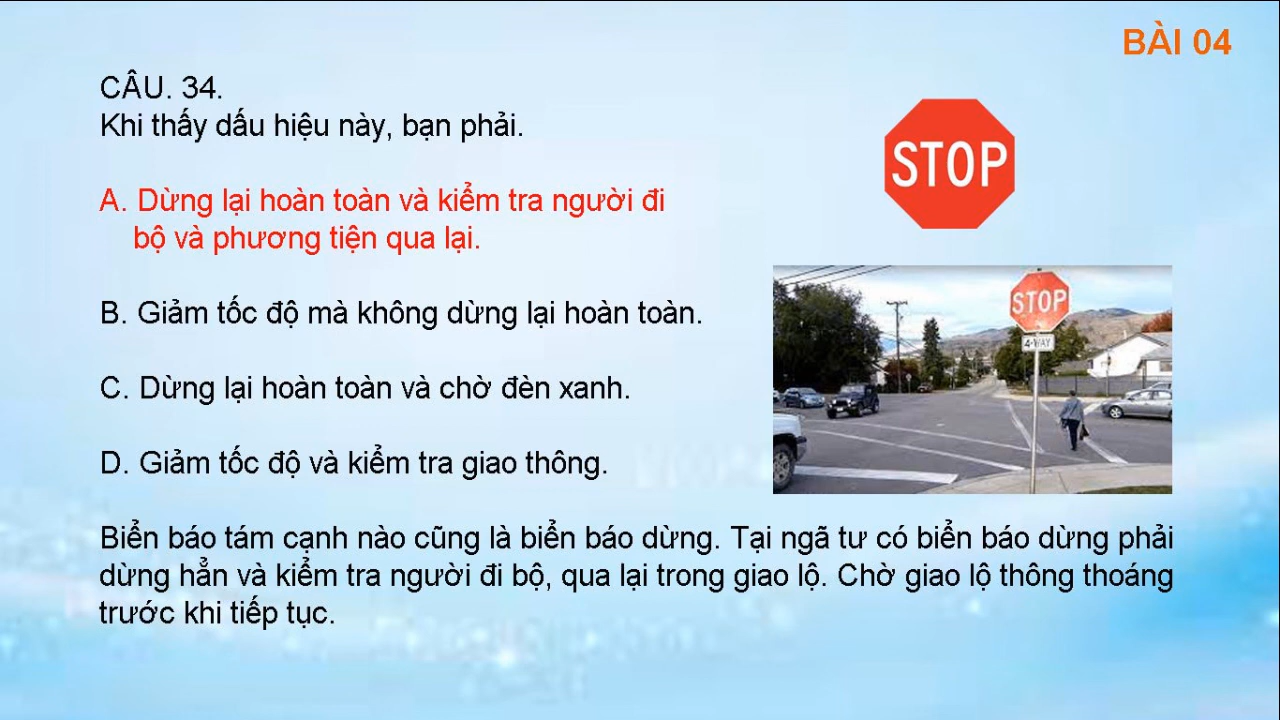 BÀI 04
CÂU. 34.
Khi thấy dấu hiệu này, bạn phải.
A. Dừng lại hoàn toàn và kiểm tra người đi
bộ và phương tiện qua lại.
B. Giảm tốc độ mà không dừng lại hoàn toàn.
C. Dừng lại hoàn toàn và chờ đèn xanh.
D. Giảm tốc độ và kiểm tra giao thông.
STOP
STOP
4-WAY
Biển báo tám cạnh nào cũng là biển báo dừng. Tại ngã tư có biển báo dừng phải
dừng hẳn và kiểm tra người đi bộ, qua lại trong giao lộ. Chờ giao lộ thông thoáng
trước khi tiếp tục.